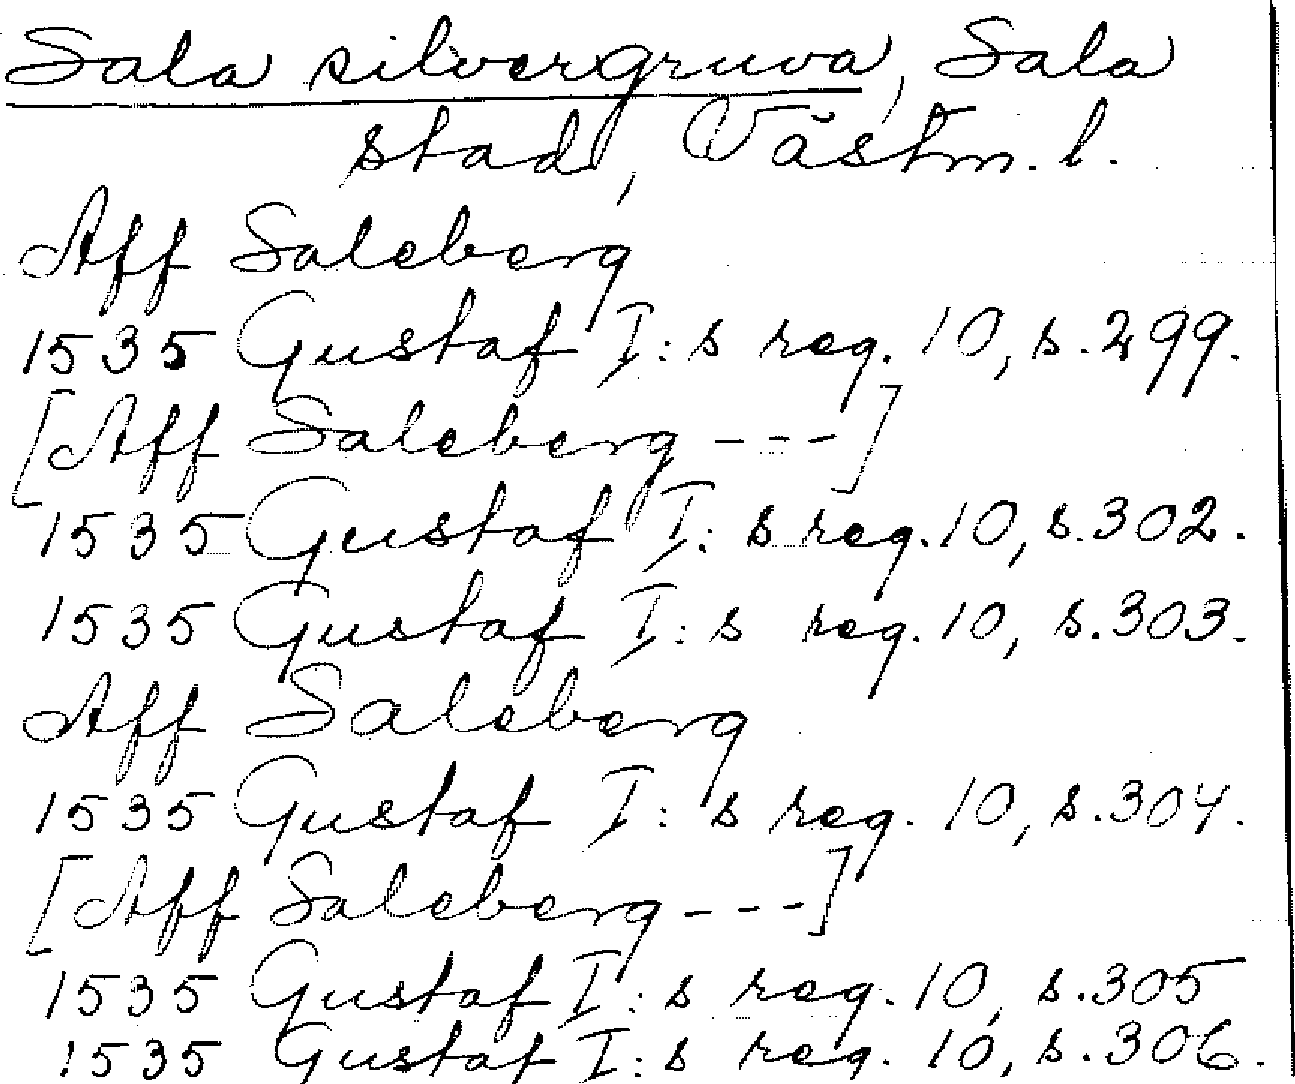 Sala silvergruva, Sala
stad, Västm. l.
Aff Saleberg
1535 Gustaf I:s reg. 10, s. 299.
[Aff Saleberg ---]
1535 Gustaf I:s reg. 10, s. 302.
1535 Gustaf I:s reg. 10, s. 303.
Aff Saleberg
1535 Gustaf I:s reg. 10, s. 304.
[Aff Saleberg ---]
1535 Gustaf I:s reg. 10, s. 305
1535 Gustaf I:s reg. 10, s. 306.